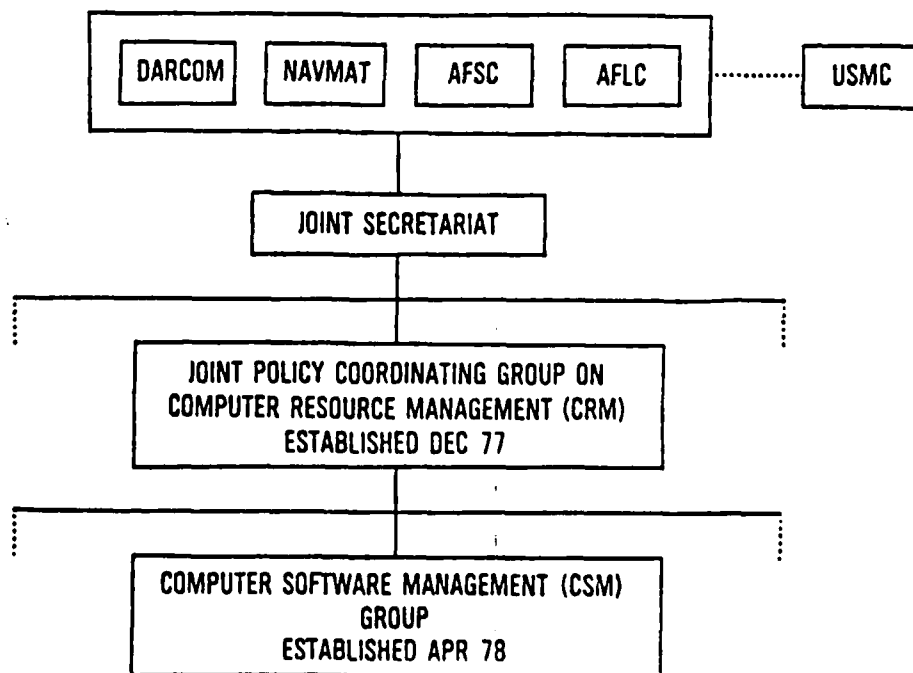 DARCOM NAVMAT AFSC AFLC USMC
JOINT SECRETARIAT
JOINT POLICY COORDINATING GROUP ON
COMPUTER RESOURCE MANAGEMENT (CRM)
ESTABLISHED DEC 77
COMPUTER SOFTWARE MANAGEMENT (CSM)
GROUP
ESTABLISHED APR 78